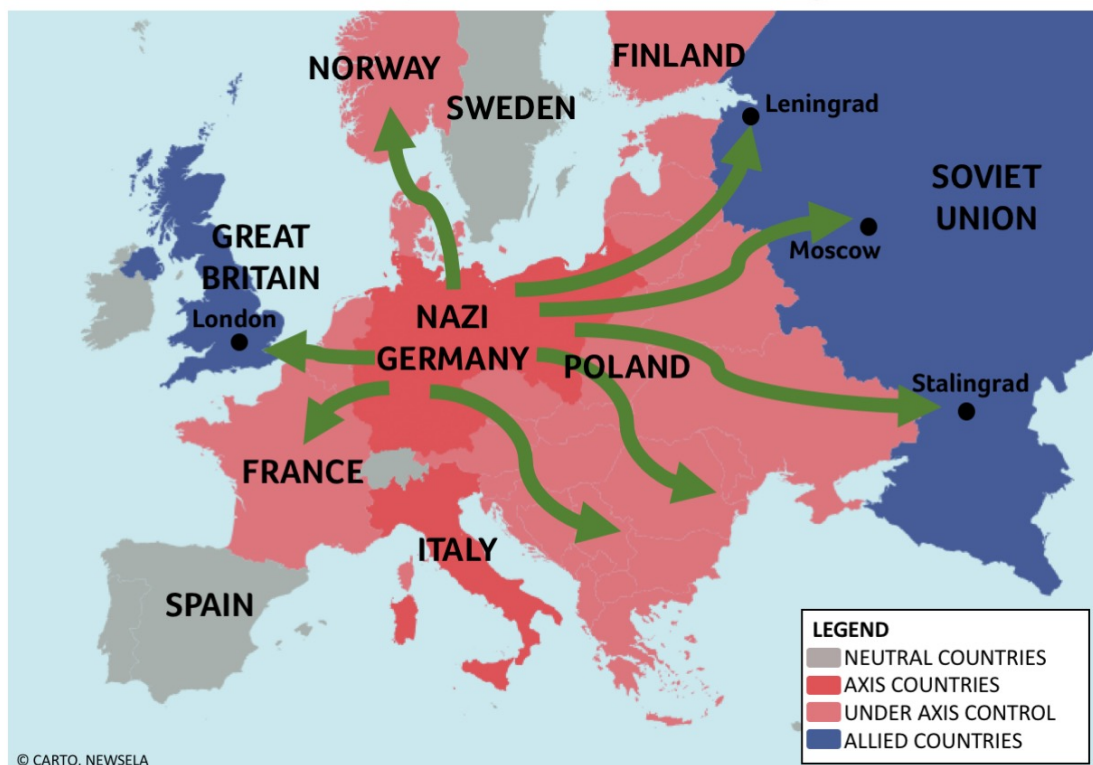 NORWAY
FINLAND
SWEDEN
Leningrad
SOVIET
UNION
Moscow
GREAT
BRITAIN
London
NAZI
GERMANY
POLAND
Stalingrad
FRANCE
ITALY
SPAIN
LEGEND
NEUTRAL COUNTRIES
AXIS COUNTRIES
UNDER AXIS CONTROL
ALLIED COUNTRIES
© CARTO, NEWSELA